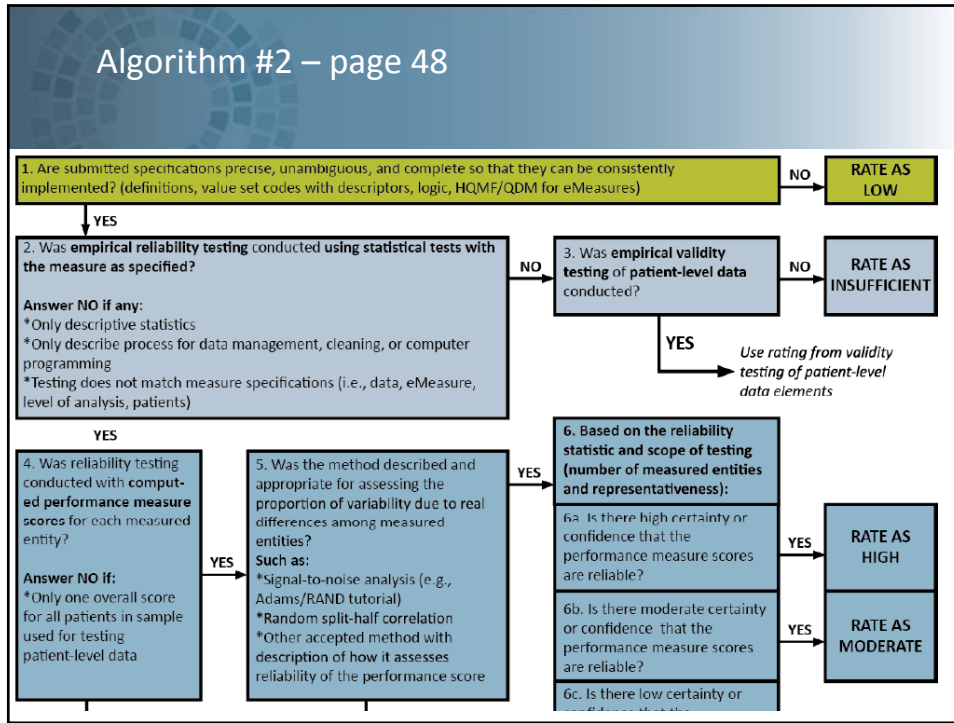 Algorithm #2 – page 48
1. Are submitted specifications precise, unambiguous, and complete so that they can be consistently
implemented? (definitions, value set codes with descriptors, logic, HQMF/QDM for eMeasures)
NO
RATE AS
LOW
YES
2. Was empirical reliability testing conducted using statistical tests with
the measure as specified?
Answer NO if any:
*Only descriptive statistics
*Only describe process for data management, cleaning, or computer
programming
*Testing does not match measure specifications (i.e., data, eMeasure,
level of analysis, patients)
NO
3. Was empirical validity
testing of patient-level data
conducted?
NO
RATE AS
INSUFFICIENT
YES
Use rating from validity
testing of patient-level
data elements
YES
4. Was reliability testing
conducted with comput-
ed performance measure
scores for each measured
entity?
Answer NO if:
*Only one overall score
for all patients in sample
used for testing
patient-level data
YES
5. Was the method described and
appropriate for assessing the
proportion of variability due to real
differences among measured
entities?
Such as:
*Signal-to-noise analysis (e.g.,
Adams/RAND tutorial)
*Random split-half correlation
*Other accepted method with
description of how it assesses
reliability of the performance score
YES
6. Based on the reliability
statistic and scope of testing
(number of measured entities
and representativeness):
6a. Is there high certainty or
confidence that the
performance measure scores
are reliable?
YES
RATE AS
HIGH
6b. Is there moderate certainty
or confidence that the
performance measure scores
are reliable?
YES
RATE AS
MODERATE
6c. Is there low certainty or
confidence that the